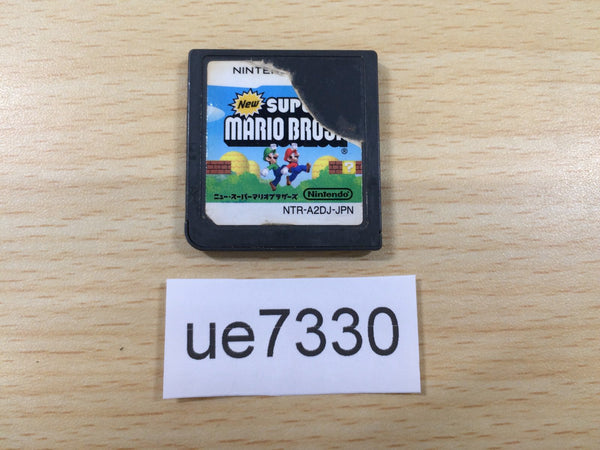 New
SUPE
MARIO BROS.
®
ニュー・スーパーマリオブラザーズ
Nintendo
NTR-A2DJ-JPN
ue7330